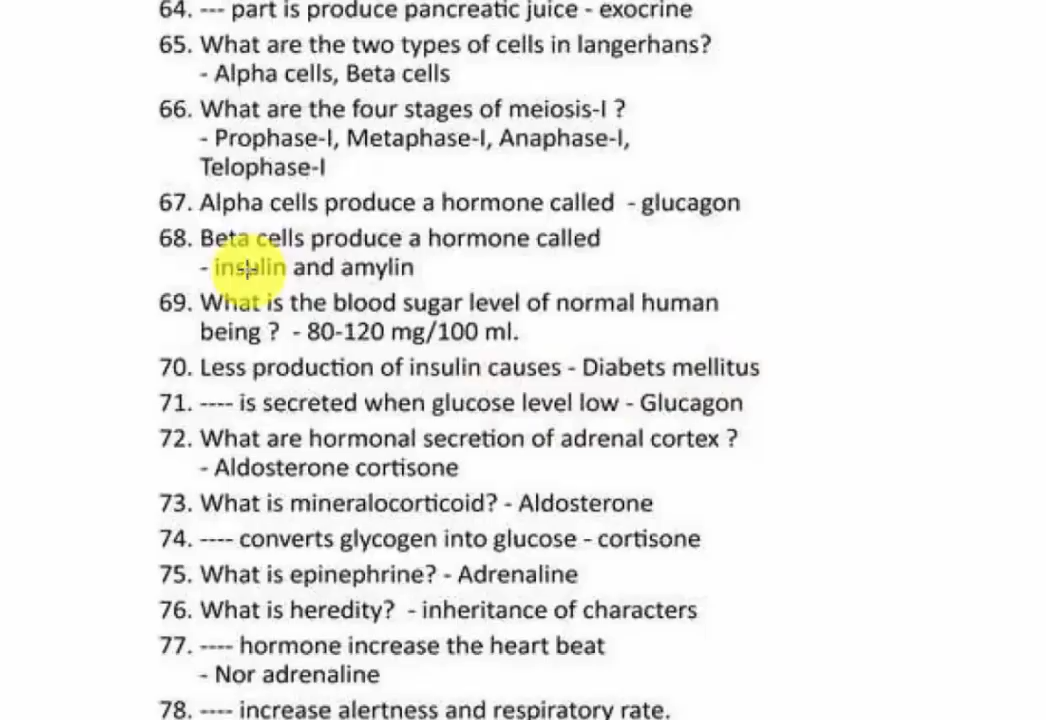 64. --- part is produce pancreatic juice - exocrine
65. What are the two types of cells in langerhans?
- Alpha cells, Beta cells
66. What are the four stages of meiosis-I ?
- Prophase-I, Metaphase-I, Anaphase-I,
Telophase-I
67. Alpha cells produce a hormone called - glucagon
68. Beta cells produce a hormone called
- insulin and amylin
69. What is the blood sugar level of normal human
being ? - 80-120 mg/100 ml.
70. Less production of insulin causes - Diabets mellitus
71. ---- is secreted when glucose level low - Glucagon
72. What are hormonal secretion of adrenal cortex ?
- Aldosterone cortisone
73. What is mineralocorticoid? - Aldosterone
74. ---- converts glycogen into glucose - cortisone
75. What is epinephrine? - Adrenaline
76. What is heredity? - inheritance of characters
77. ---- hormone increase the heart beat
- Nor adrenaline
78. ---- increase alertness and respiratory rate.